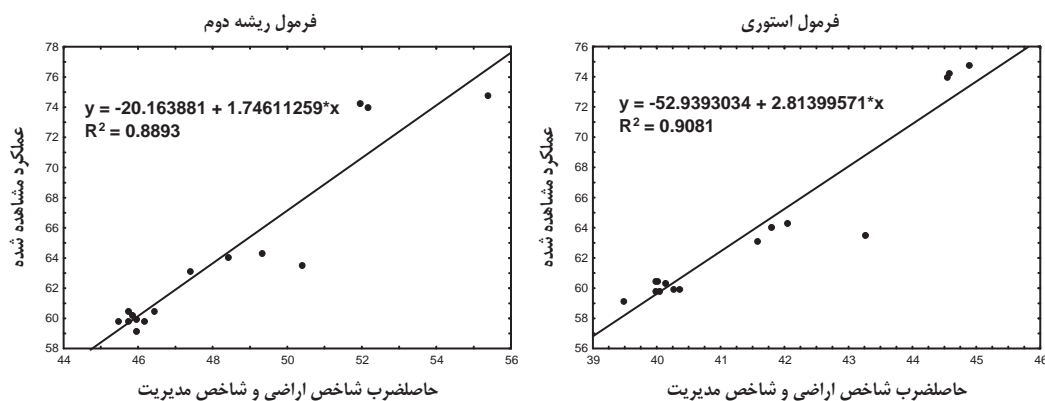 فرمول ریشه دوم
78
76
74
72
70
68
66
64
62
60
58
44 46 48 50 52 54 56
y = -20.163881 + 1.74611259*x
R² = 0.8893
عملکرد مشاهده شده
حاصلضرب شاخص اراضی و شاخص مدیریت
فرمول استوری
76
74
72
70
68
66
64
62
60
58
56
39 40 41 42 43 44 45 46
y = -52.9393034 + 2.81399571*x
R² = 0.9081
عملکرد مشاهده شده
حاصلضرب شاخص اراضی و شاخص مدیریت